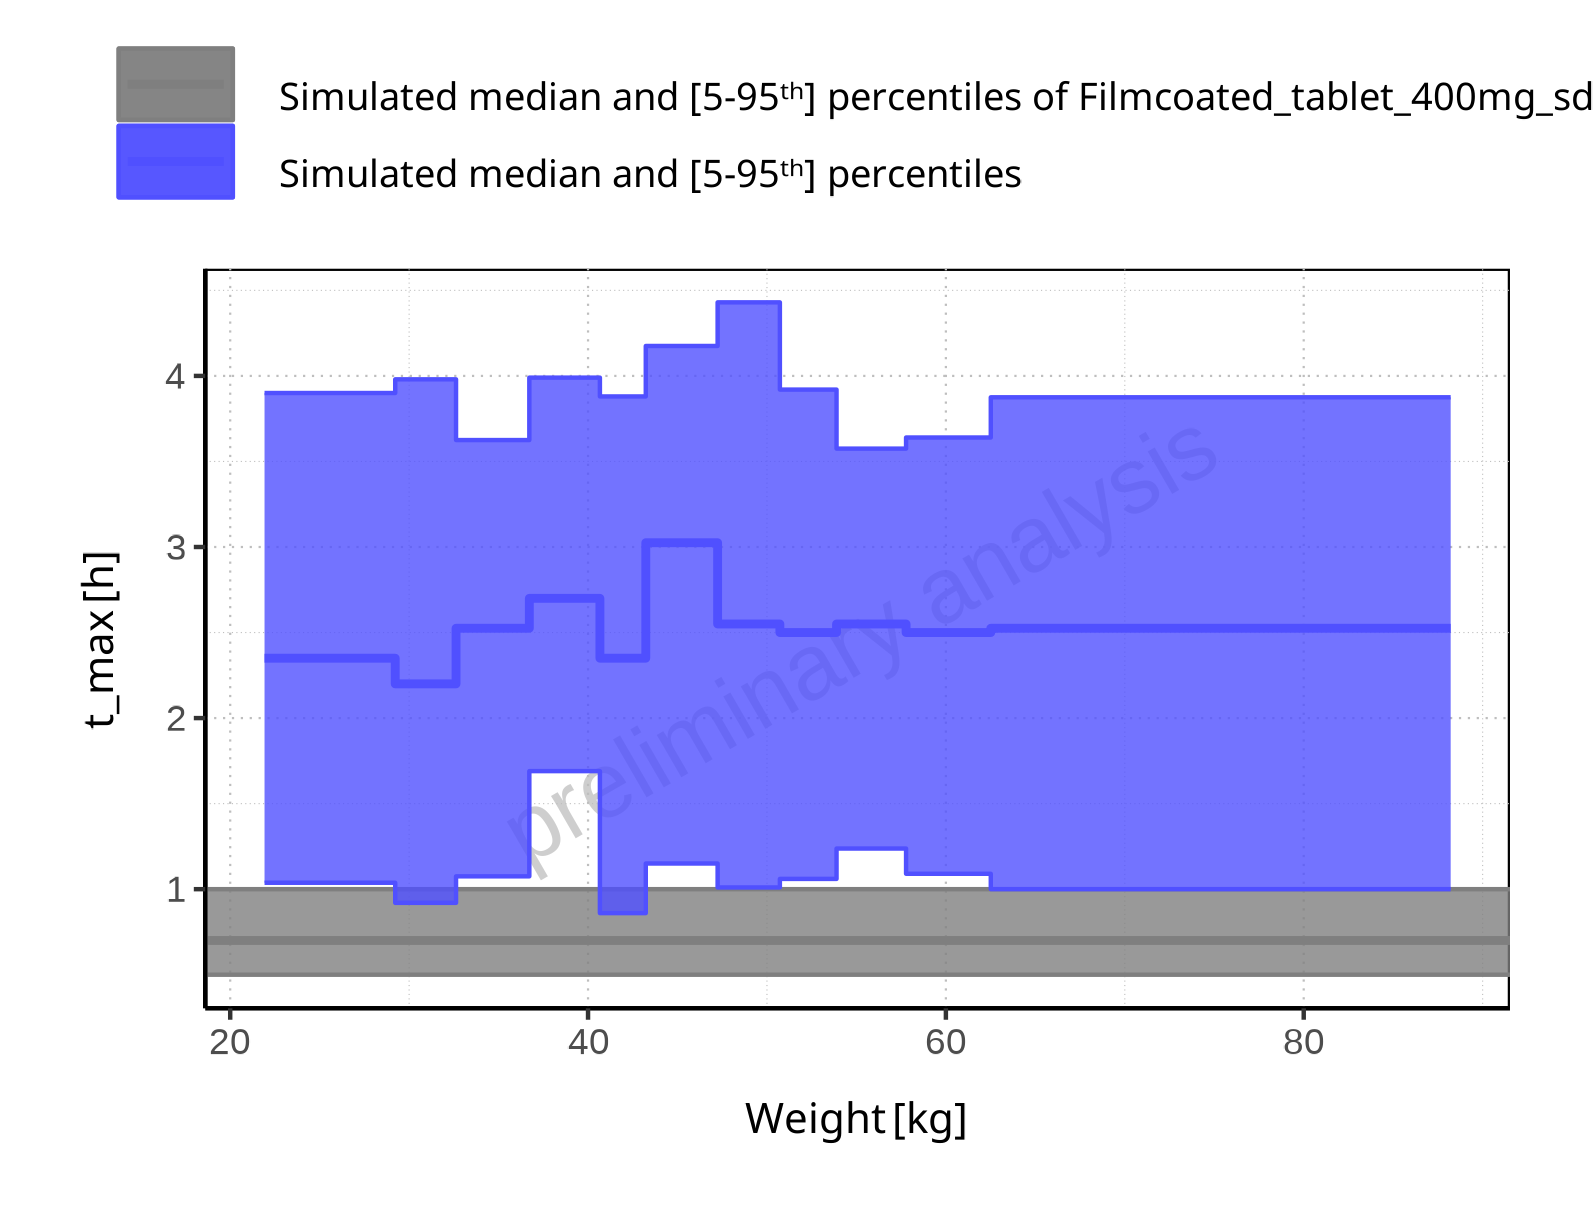 Simulated median and [5-95th] percentiles of Filmcoated_tablet_400mg_sd
Simulated median and [5-95th] percentiles
4
3
2
1
t_max [h]
preliminary analysis
20 40 60 80
Weight [kg]